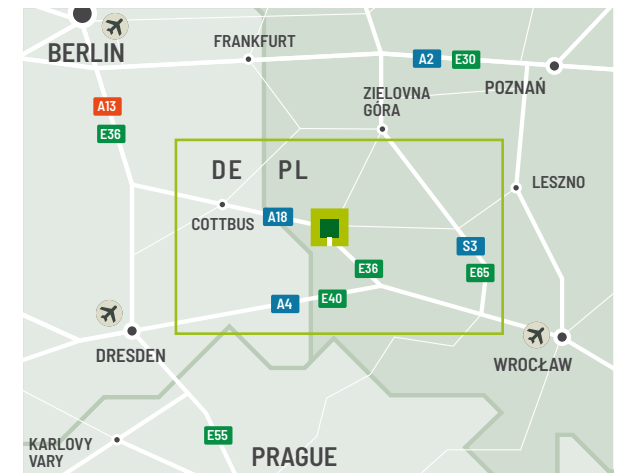 BERLIN
FRANKFURT
A2 E30
POZNAŃ
ZIELOVNA
GÓRA
A13
E36
DE PL
LESZNO
COTTBUS
A18
S3
E36
E65
A4 E40
DRESDEN
WROCŁAW
E55
KARLOVY
VARY
PRAGUE